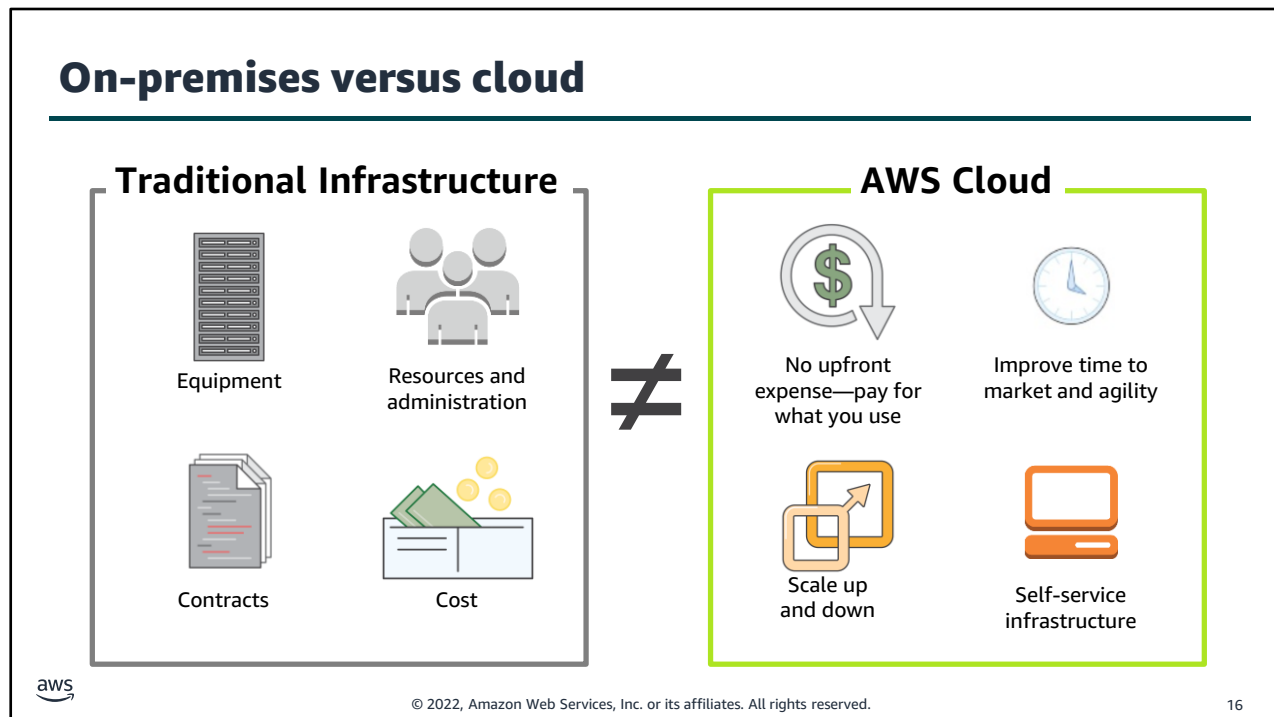 On-premises versus cloud
Traditional Infrastructure
Equipment
Resources and
administration
Contracts
Cost
≠
AWS Cloud
$
No upfront
expense—pay for
what you use
Improve time to
market and agility
Scale up
and down
Self-service
infrastructure
aws
© 2022, Amazon Web Services, Inc. or its affiliates. All rights reserved.
16